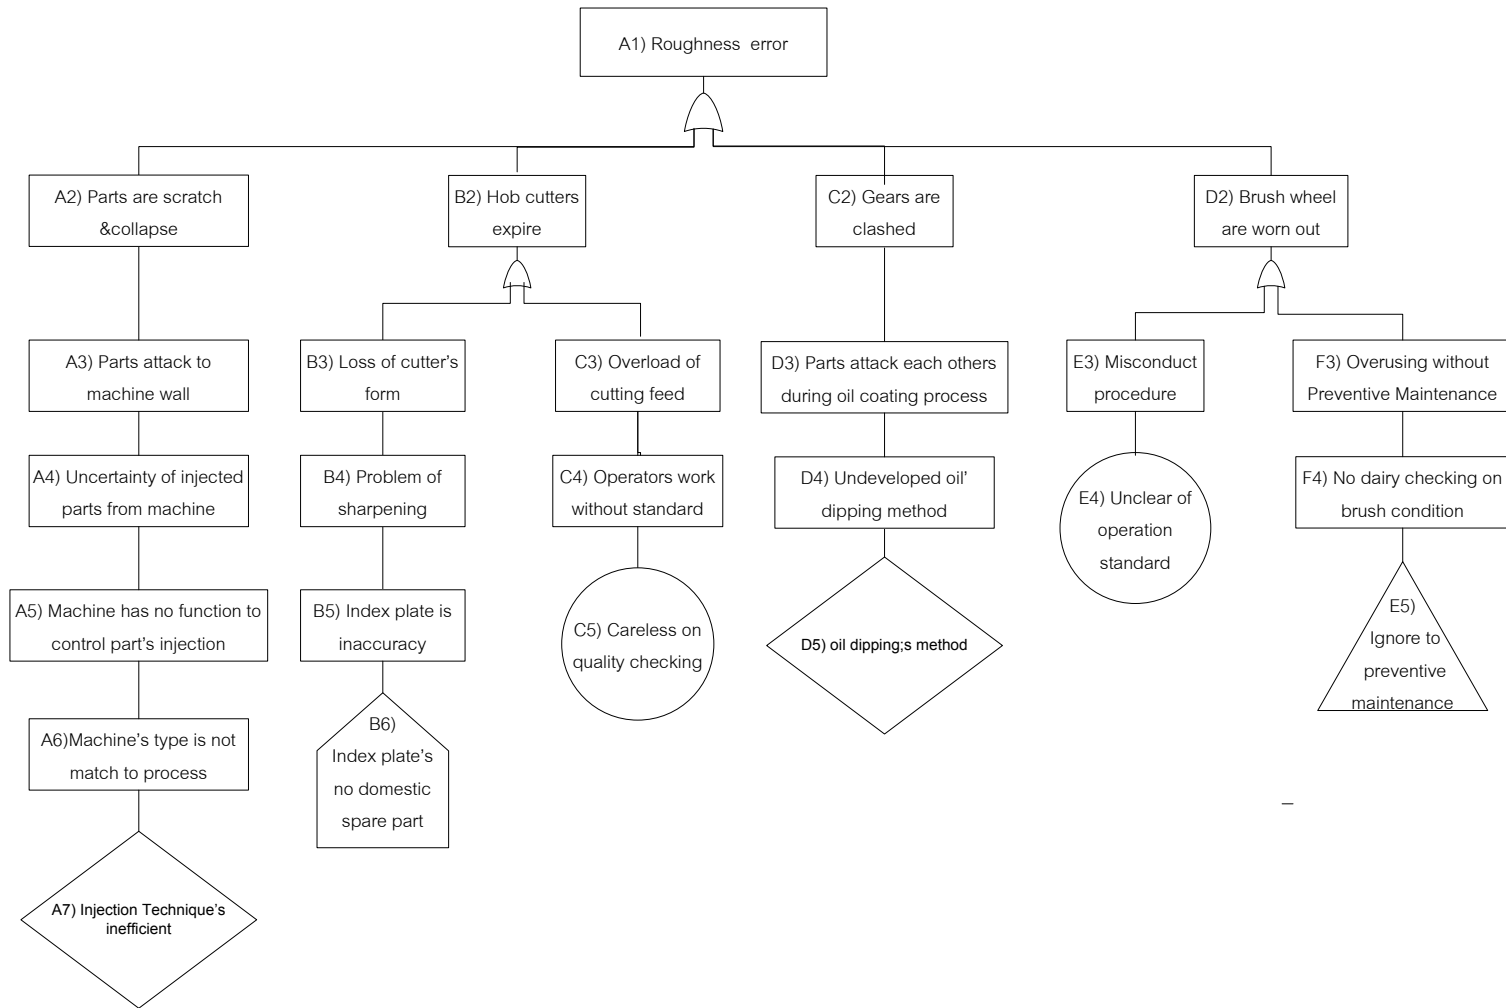 A1) Roughness error
A2) Parts are scratch
&collapse
B2) Hob cutters
expire
C2) Gears are
clashed
D2) Brush wheel
are worn out
A3) Parts attack to
machine wall
B3) Loss of cutter's
form
C3) Overload of
cutting feed
D3) Parts attack each others
during oil coating process
E3) Misconduct
procedure
F3) Overusing without
Preventive Maintenance
A4) Uncertainty of injected
parts from machine
B4) Problem of
sharpening
C4) Operators work
without standard
D4) Undeveloped oil'
dipping method
E4) Unclear of
operation
standard
F4) No dairy checking on
brush condition
A5) Machine has no function to
control part's injection
B5) Index plate is
inaccuracy
C5) Careless on
quality checking
D5) oil dipping;s method
E5)
Ignore to
preventive
maintenance
A6)Machine's type is not
match to process
B6)
Index plate's
no domestic
spare part
A7) Injection Technique's
inefficient